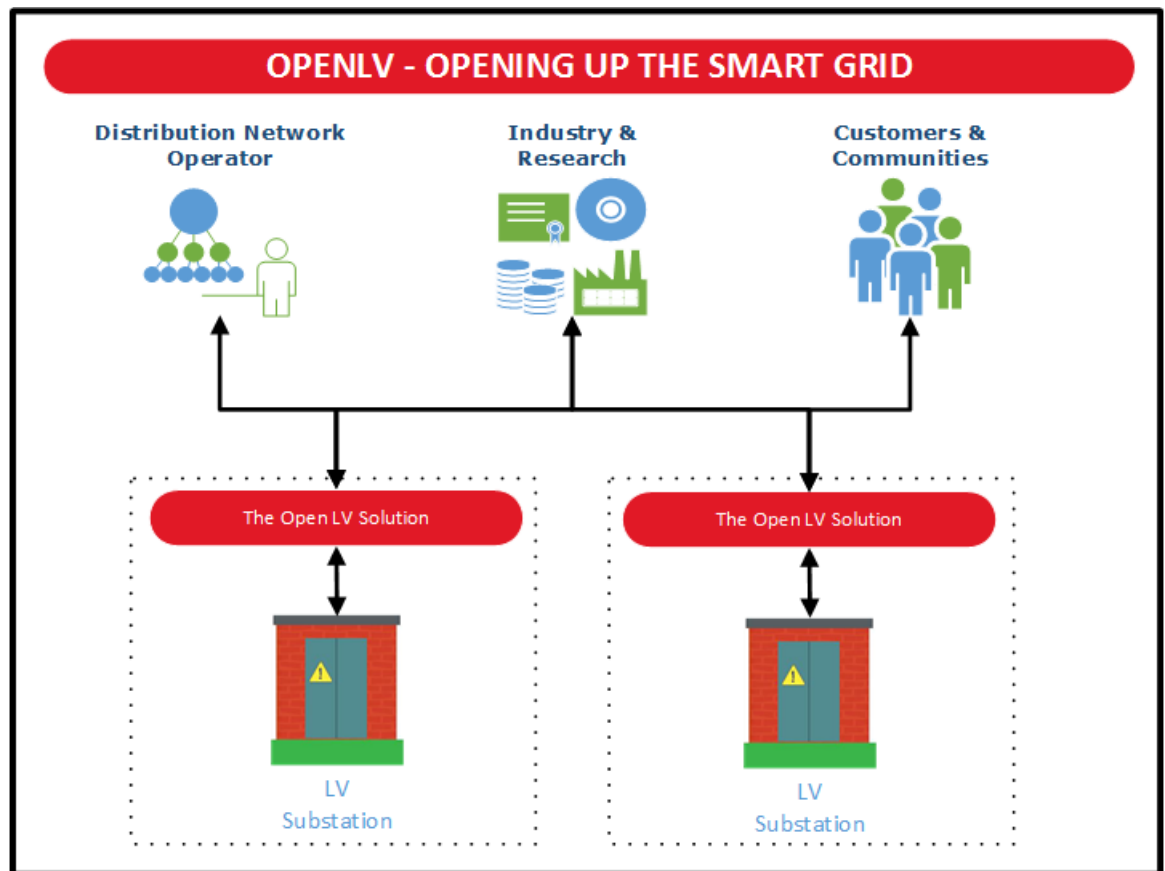 OPENLV - OPENING UP THE SMART GRID
Distribution Network
Operator
Industry &
Research
Customers &
Communities
The Open LV Solution
The Open LV Solution
LV
Substation
LV
Substation